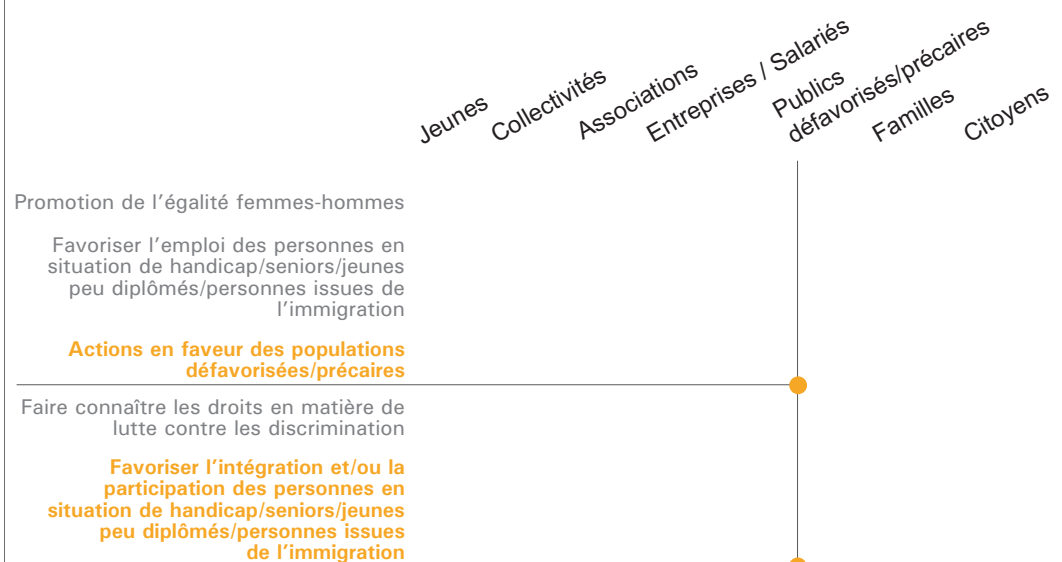 Jeunes
Collectivités
Associations
Entreprises / Salariés
Publics
défavorisés/précaires
Familles
Citoyens
Promotion de l’égalité femmes-hommes
Favoriser l’emploi des personnes en
situation de handicap/seniors/jeunes
peu diplômés/personnes issues de
l’immigration
Actions en faveur des populations
défavorisées/précaires
Faire connaître les droits en matière de
lutte contre les discrimination
Favoriser l’intégration et/ou la
participation des personnes en
situation de handicap/seniors/jeunes
peu diplômés/personnes issues
de l’immigration